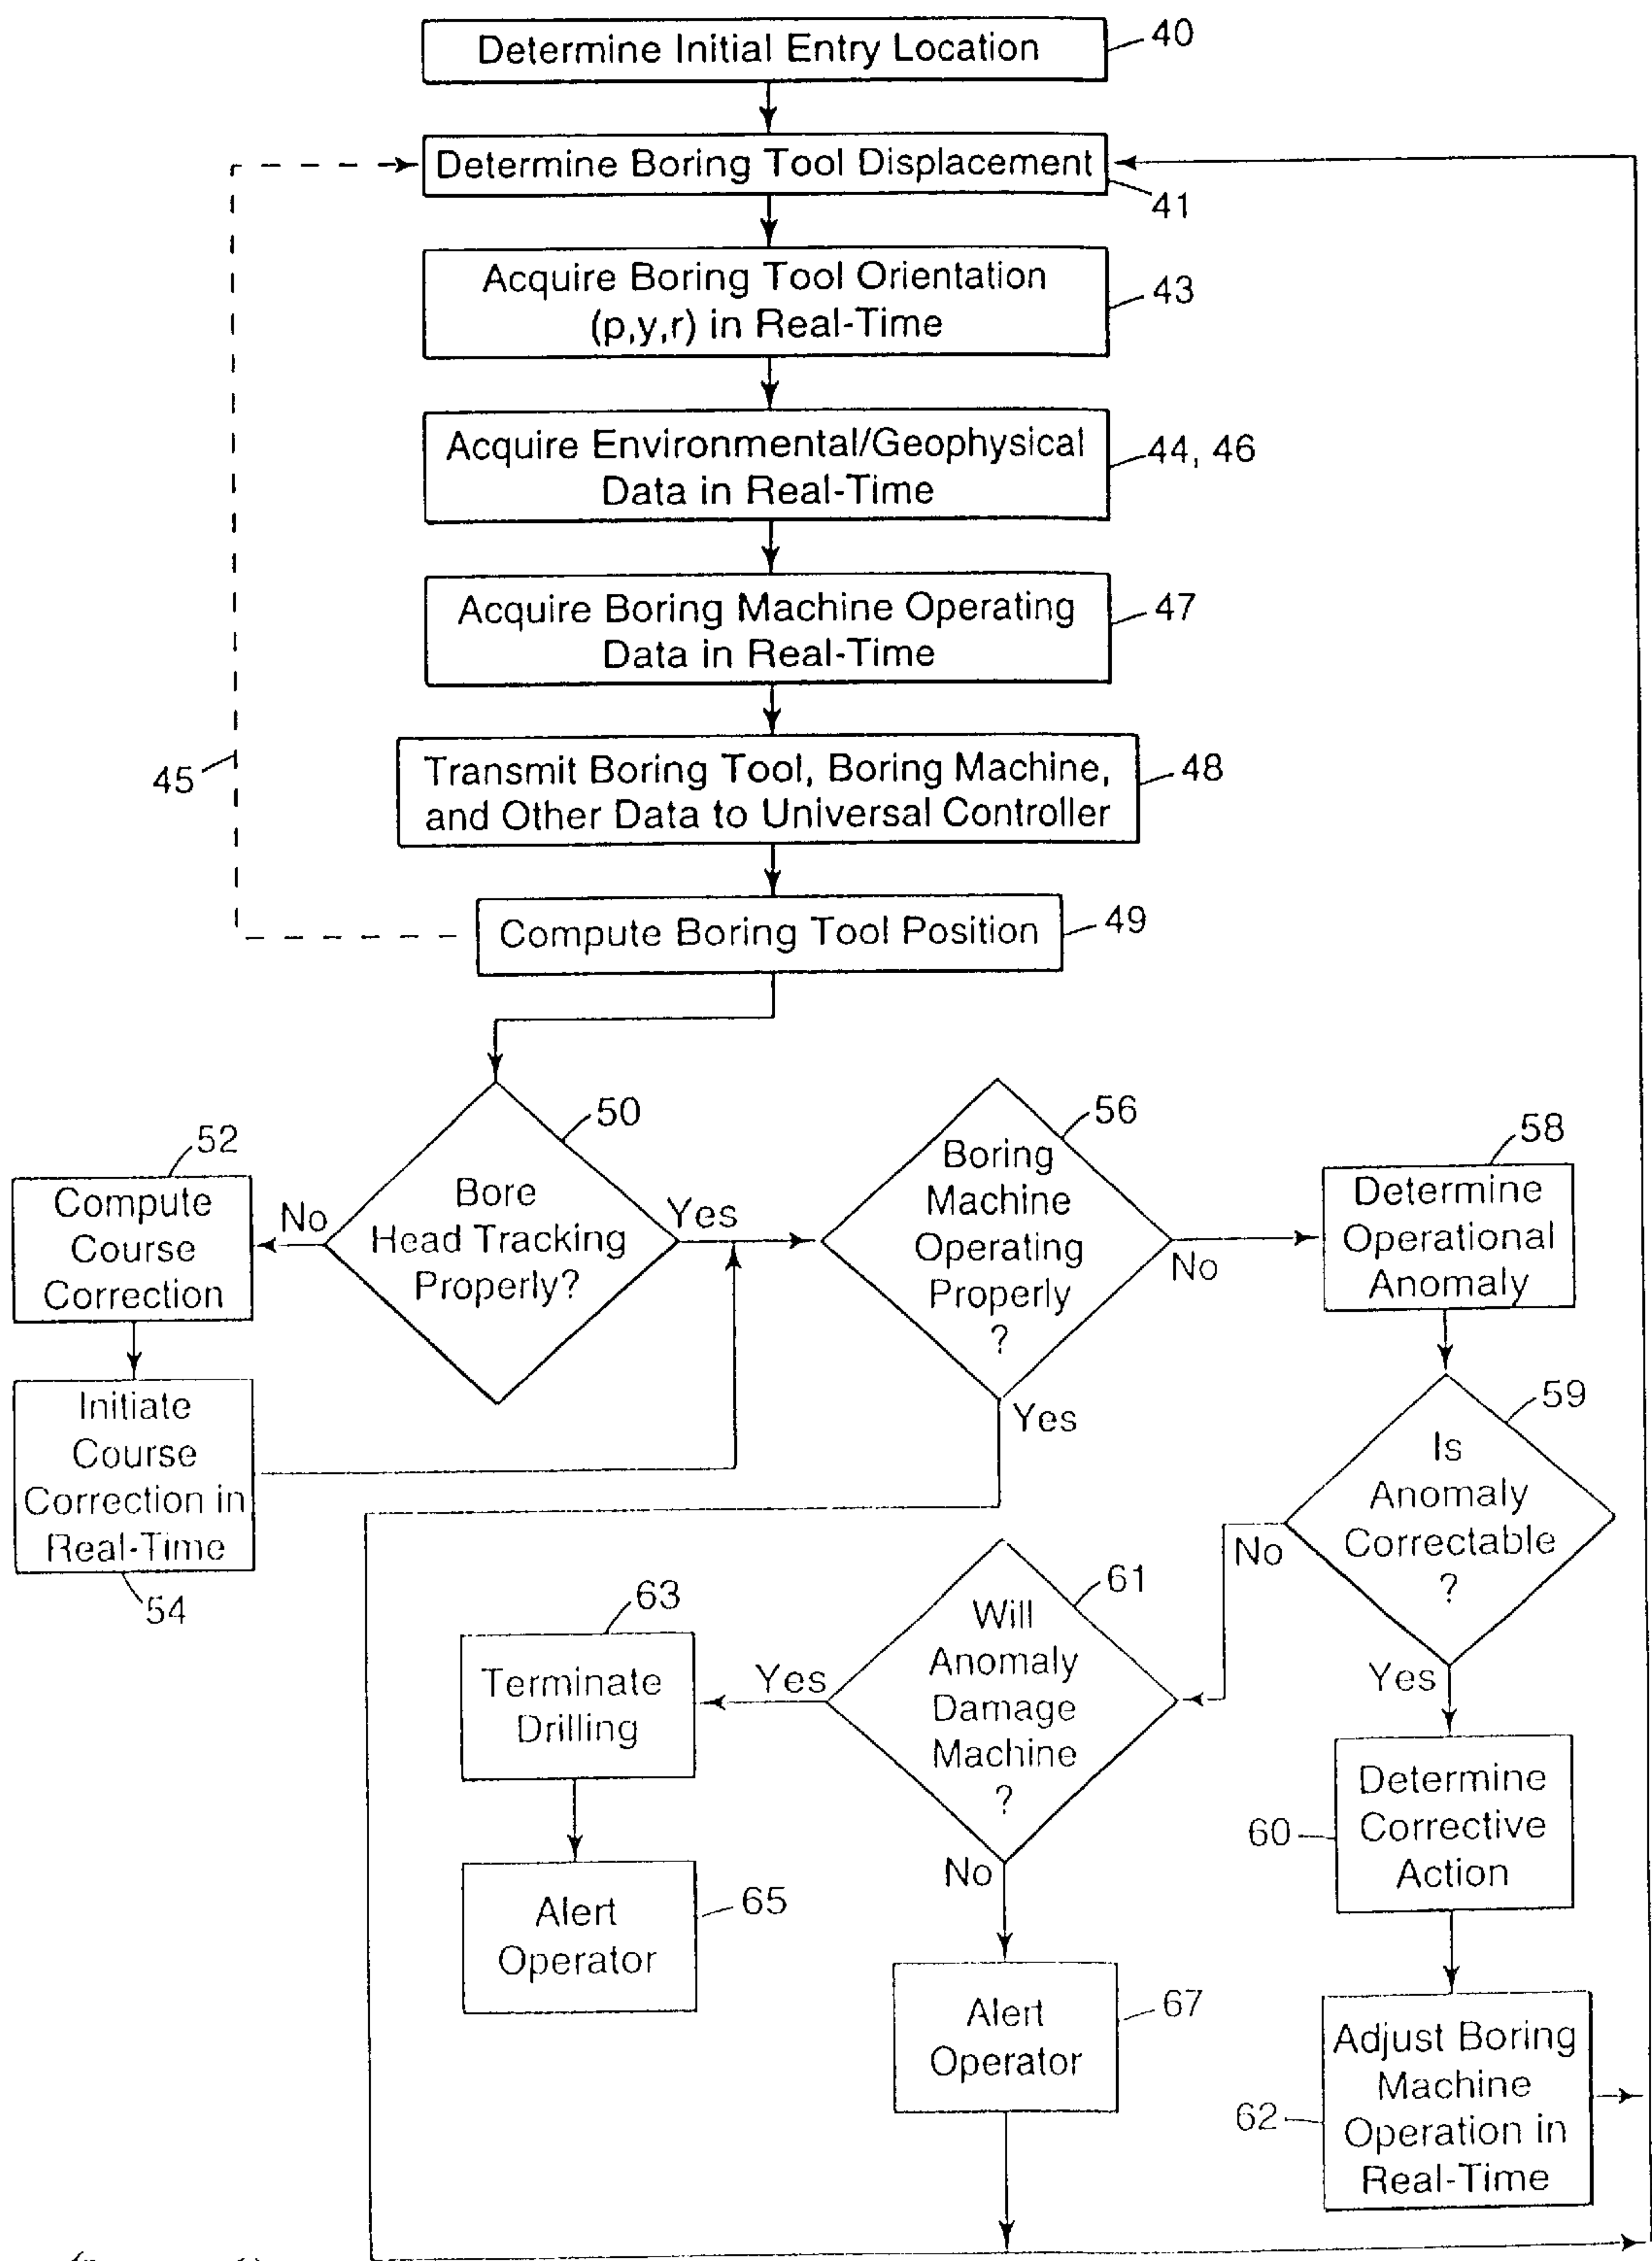 Determine Initial Entry Location
40
Determine Boring Tool Displacement
41
Acquire Boring Tool Orientation
(p,y,r) in Real-Time
43
Acquire Environmental/Geophysical
Data in Real-Time
44, 46
Acquire Boring Machine Operating
Data in Real-Time
47
45
Transmit Boring Tool, Boring Machine,
and Other Data to Universal Controller
48
Compute Boring Tool Position
49
50
Bore
Head Tracking
Properly?
No
Yes
52
Compute
Course
Correction
Initiate
Course
Correction in
Real-Time
54
56
Boring
Machine
Operating
Properly
?
No
Yes
58
Determine
Operational
Anomaly
59
Is
Anomaly
Correctable
?
No
Yes
61
Will
Anomaly
Damage
Machine
?
Yes
No
63
Terminate
Drilling
Alert
Operator
65
Alert
Operator
67
60
Determine
Corrective
Action
62
Adjust Boring
Machine
Operation in
Real-Time